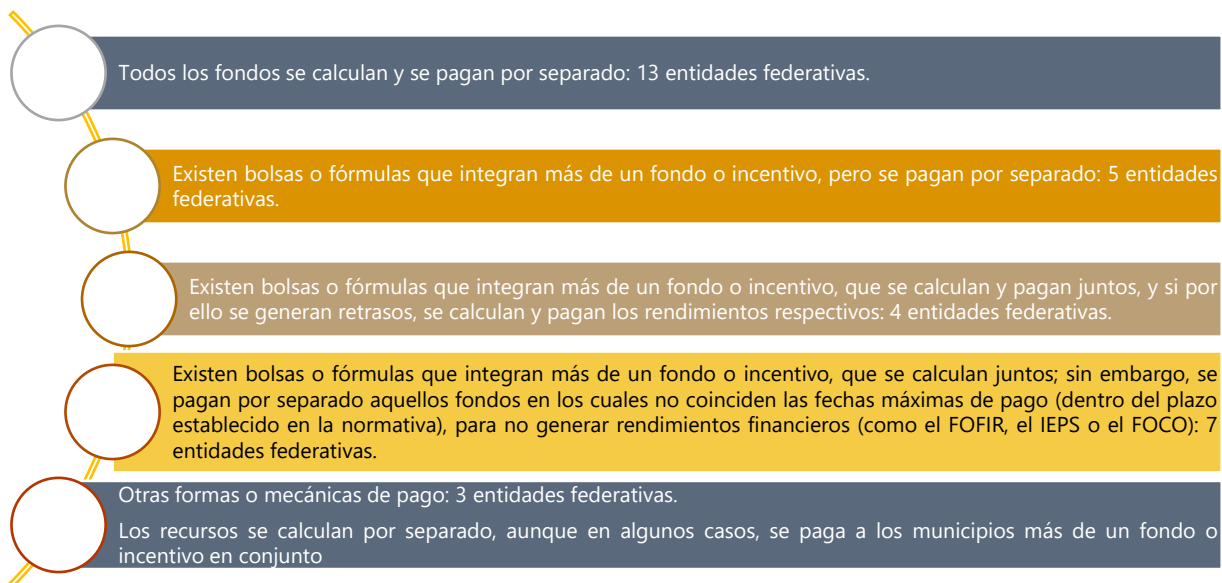 Todos los fondos se calculan y se pagan por separado: 13 entidades federativas.
Existen bolsas o fórmulas que integran más de un fondo o incentivo, pero se pagan por separado: 5 entidades
federativas.
Existen bolsas o fórmulas que integran más de un fondo o incentivo, que se calculan y pagan juntos, y si por
ello se generan retrasos, se calculan y pagan los rendimientos respectivos: 4 entidades federativas.
Existen bolsas o fórmulas que integran más de un fondo o incentivo, que se calculan juntos; sin embargo, se
pagan por separado aquellos fondos en los cuales no coinciden las fechas máximas de pago (dentro del plazo
establecido en la normativa), para no generar rendimientos financieros (como el FOFIR, el IEPS o el FOCO): 7
entidades federativas.
Otras formas o mecánicas de pago: 3 entidades federativas.
Los recursos se calculan por separado, aunque en algunos casos, se paga a los municipios más de un fondo o
incentivo en conjunto